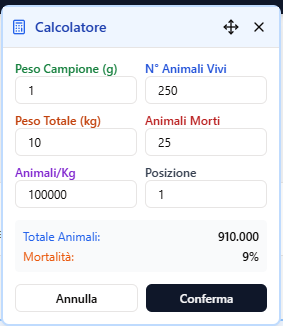 Calcolatore
Peso Campione (g) N° Animali Vivi
1 250
Peso Totale (kg) Animali Morti
10 25
Animali/Kg Posizione
100000 1
Totale Animali: 910.000
Mortalità: 9%
Annulla Conferma